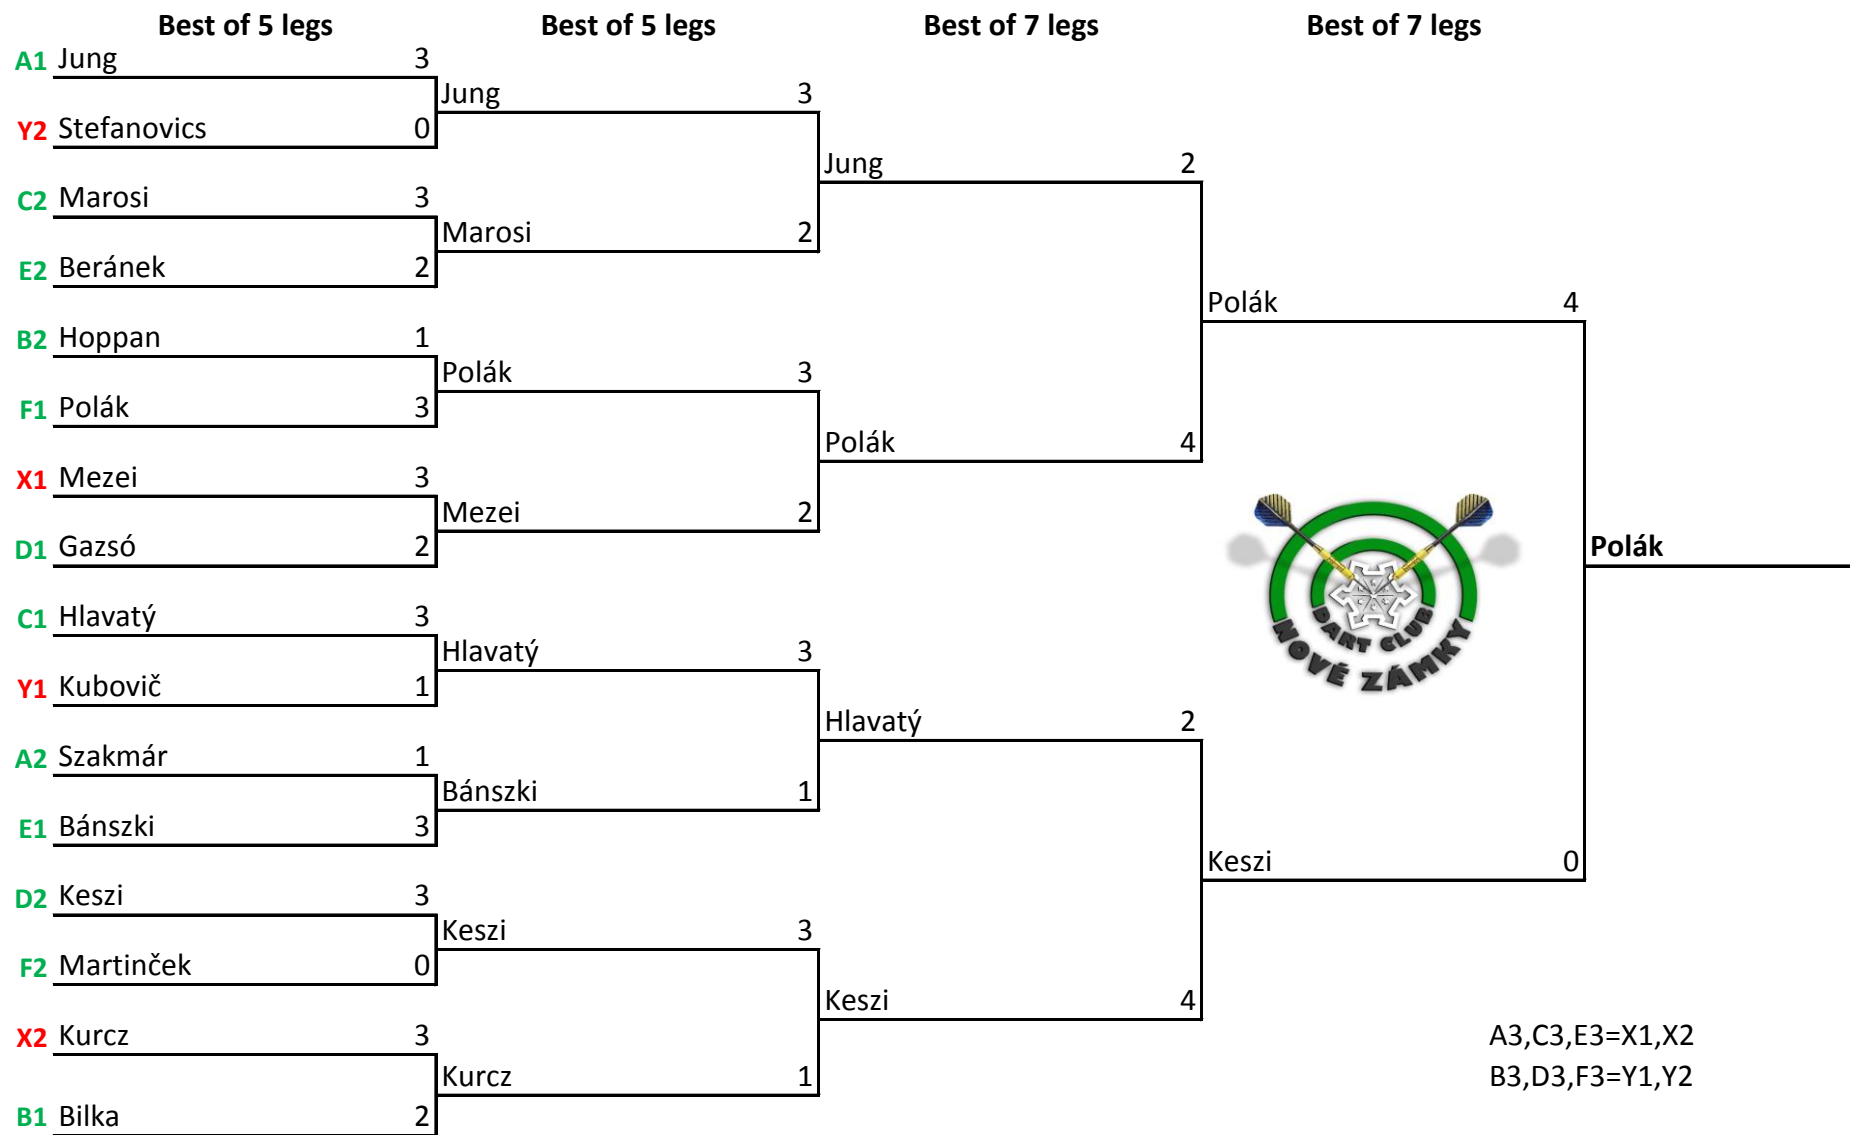 Best of 5 legs Best of 5 legs Best of 7 legs Best of 7 legs
A1 Jung 3
Jung 3
Y2 Stefanovics 0
Jung 2
C2 Marosi 3
Marosi 2
E2 Beránek 2
Polák 4
B2 Hoppan 1
Polák 3
F1 Polák 3
Polák 4
X1 Mezei 3
Mezei 2
D1 Gazsó 2
Polák
C1 Hlavatý 3
DART CLUB
NOVÉ ZÁMKY
Hlavatý 3
Y1 Kubovič 1
Hlavatý 2
A2 Szakmár 1
Bánszki 1
E1 Bánszki 3
Keszi 0
D2 Keszi 3
Keszi 3
F2 Martinček 0
Keszi 4
X2 Kurcz 3
A3,C3,E3=X1,X2
Kurcz 1
B3,D3,F3=Y1,Y2
B1 Bilka 2